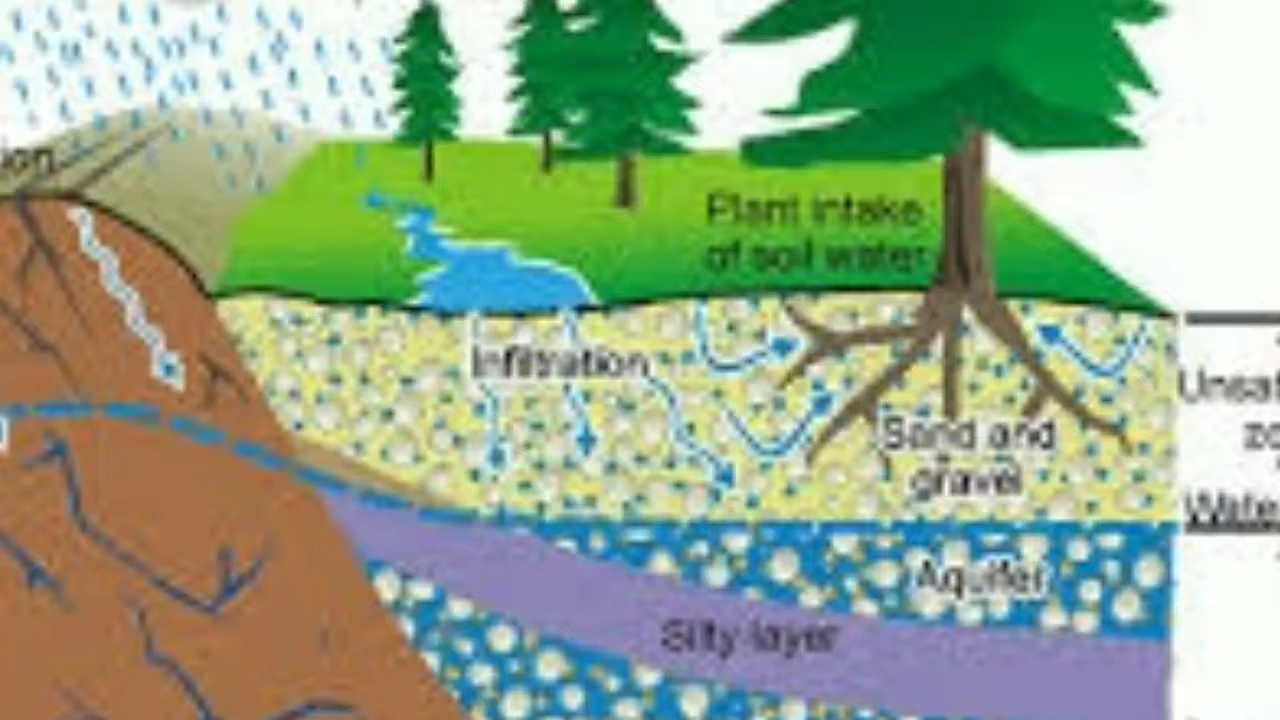 Plant intake
of soil water
Infiltration
Sand and
gravel
Aquifer
Silty layer